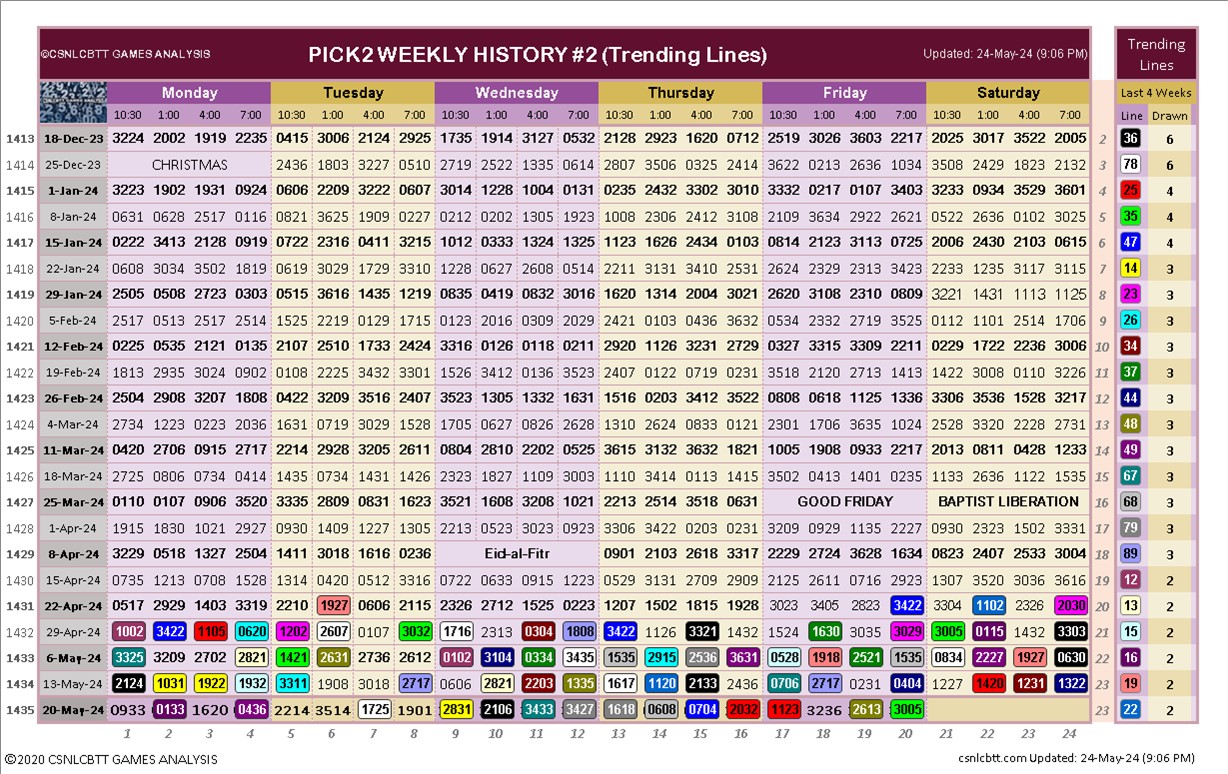 ©2020 CSNLCBTT GAMES ANALYSIS PICK2 WEEKLY HISTORY #2 (Trending Lines) Updated: 24-May-24 (9:06 PM) Trending Lines
Monday Tuesday Wednesday Thursday Friday Saturday Last 4 Weeks
10:30 1:00 4:00 7:00 10:30 1:00 4:00 7:00 10:30 1:00 4:00 7:00 10:30 1:00 4:00 7:00 10:30 1:00 4:00 7:00 10:30 1:00 4:00 7:00 Line Drawn
1413 18-Dec-23 3224 2002 1919 2235 0415 3006 2124 2925 1735 1914 3127 0532 2128 2923 1620 0712 2519 3026 3603 2217 2025 3017 3522 2005 2 36 6
1414 25-Dec-23 CHRISTMAS 2436 1803 3227 0510 2719 2522 1335 0614 2807 3506 0325 2414 3622 0213 2636 1034 3508 2429 1823 2132 3 78 6
1415 1-Jan-24 3223 1902 1931 0924 0606 2209 3222 0607 3014 1228 1004 0131 0235 2432 3302 3010 3332 0217 0107 3403 3233 0934 3529 3601 4 25 4
1416 8-Jan-24 0631 0628 2517 0116 0821 3625 1909 0227 0212 0202 1305 1923 1008 2306 2412 3108 2109 3634 2922 2621 0522 2636 0102 3025 5 35 4
1417 15-Jan-24 0222 3413 2128 0919 0722 2316 0411 3215 1012 0333 1324 1325 1123 1626 2434 0103 0814 2123 3113 0725 2006 2430 2103 0615 6 47 4
1418 22-Jan-24 0608 3034 3502 1819 0619 3029 1729 3311 1228 0627 2608 0514 2211 3131 3410 2531 2624 2329 2313 3423 2233 1235 3117 3115 7 14 3
1419 29-Jan-24 2505 0508 2723 0303 0515 3616 1435 1219 0835 0419 0832 3016 1620 1314 2004 3021 2620 3108 2310 0809 3221 1431 1113 1125 8 23 3
1420 5-Feb-24 2517 0513 2517 2514 1525 2219 0129 1715 0123 2016 0309 2029 2421 0103 0436 3632 0534 2332 2719 3525 0112 1101 2514 1706 9 26 3
1421 12-Feb-24 0225 0535 2121 0135 2107 2510 1733 2424 3316 0126 0118 0211 2920 1126 3231 2729 0327 3315 3309 2211 0229 1722 2236 3006 10 34 3
1422 19-Feb-24 1813 2935 3024 0902 0108 2225 3432 3301 1526 3412 0136 3523 2407 0122 0719 0231 3518 2120 2713 1413 1422 3008 0110 3226 11 37 3
1423 26-Feb-24 2504 2908 3207 1808 0422 3209 3516 2407 3523 1305 1332 1631 1516 0203 3412 3522 0808 0618 1125 1336 3306 3536 1528 3217 12 44 3
1424 4-Mar-24 2734 1223 0223 2036 1631 0719 3029 1520 1705 0627 0826 2628 1310 2624 0833 0121 2301 1706 3635 1024 2528 3320 2228 2731 13 48 3
1425 11-Mar-24 0420 2706 0915 2717 2214 2928 3205 2611 0804 2810 2202 0525 3615 3132 3632 1821 1005 1908 0933 2217 2013 0811 0428 1233 14 49 3
1426 18-Mar-24 2725 0806 0734 0414 1435 0734 1431 1426 2323 1827 1109 3003 1110 3414 0113 1415 3502 0413 1401 0235 1133 2636 1122 1535 15 67 3
1427 25-Mar-24 0110 0107 0906 3520 3335 2809 0831 1623 3521 1608 3208 1021 2213 2514 3518 0631 GOOD FRIDAY BAPTIST LIBERATION 16 68 3
1428 1-Apr-24 1915 1830 1021 2927 0930 1409 1227 1305 2213 0523 3023 0923 3306 3422 0203 0231 3209 0929 1135 2227 0930 2323 1502 3331 17 79 3
1429 8-Apr-24 3229 0518 1327 2504 1411 3018 1616 0236 Eid-al-Fitr 0901 2103 2618 3317 2229 2724 3628 1634 0823 2407 2533 3004 18 89 3
1430 15-Apr-24 0735 1213 0708 1528 1314 0420 0512 3316 0722 0633 0915 1223 0529 3131 2709 2909 2125 2611 0716 2923 1307 3520 3036 3616 19 12 2
1431 22-Apr-24 0517 2929 1403 3319 2210 1927 0606 2115 2326 2712 1525 0223 1207 1502 1815 1928 3023 3405 2823 3422 3304 1102 2326 2030 20 13 2
1432 29-Apr-24 1002 3422 1105 0620 1202 2607 0107 3032 1716 2313 0304 1808 3422 1126 3321 1432 1524 1630 3035 3029 3005 0115 1432 3303 21 15 2
1433 6-May-24 3325 3209 2702 2821 1421 2631 2736 2612 0102 3104 0334 3435 1535 2915 2536 3631 0528 1918 2521 1535 0834 2227 1927 0630 22 16 2
1434 13-May-24 2124 1031 1922 1932 3311 1908 3018 2717 0606 2821 2203 1335 1617 1120 2133 2436 0706 2717 0231 0404 1227 1420 1231 1322 23 19 2
1435 20-May-24 0933 0133 1620 0436 2214 3514 1725 1901 2831 2106 3433 3427 1618 0608 0704 2032 1123 3236 2613 3005 23 22 2
1 2 3 4 5 6 7 8 9 10 11 12 13 14 15 16 17 18 19 20 21 22 23 24
©2020 CSNLCBTT GAMES ANALYSIS csnlcbtt.com Updated: 24-May-24 (9:06 PM)